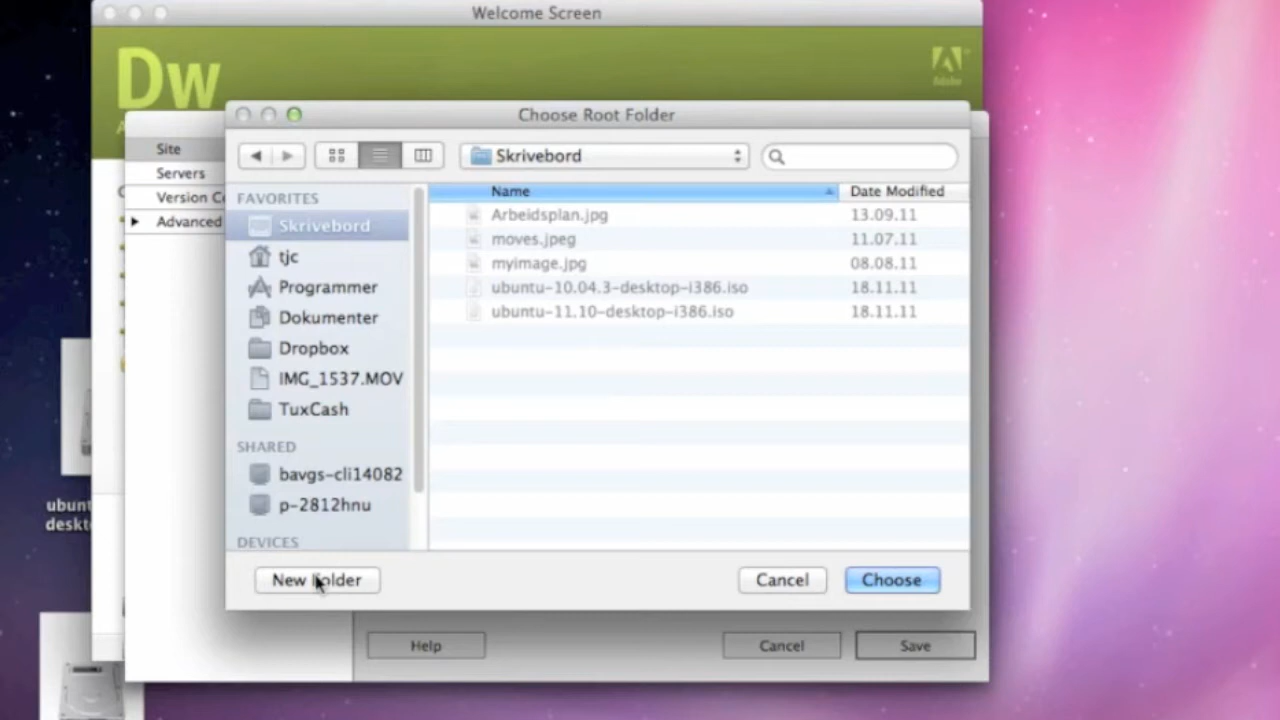 Welcome Screen
Dw
Adobe
Choose Root Folder
Site
Servers
Version
Advanced
Skrivebord
FAVORITES
Skrivebord
tjc
Programmer
Dokumenter
Dropbox
IMG_1537.MOV
TuxCash
SHARED
bavgs-cli14082
p-2812hnu
DEVICES
Name Date Modified
Arbeidsplan.jpg 13.09.11
moves.jpeg 11.07.11
myimage.jpg 08.08.11
ubuntu-10.04.3-desktop-i386.iso 18.11.11
ubuntu-11.10-desktop-i386.iso 18.11.11
New Folder
Cancel
Choose
Help
Cancel
Save